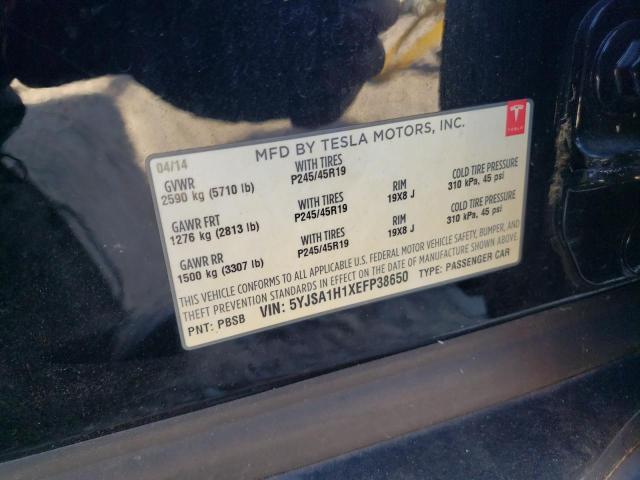 04/14 MFD BY TESLA MOTORS, INC. TESLA
GVWR WITH TIRES COLD TIRE PRESSURE
2590 kg (5710 lb) P245/45R19 310 kPa, 45 psi
GAWR FRT WITH TIRES RIM COLD TIRE PRESSURE
1276 kg (2813 lb) P245/45R19 19X8 J 310 kPa, 45 psi
GAWR RR WITH TIRES RIM
1500 kg (3307 lb) P245/45R19 19X8 J
THIS VEHICLE CONFORMS TO ALL APPLICABLE U.S. FEDERAL MOTOR VEHICLE SAFETY, BUMPER, AND
THEFT PREVENTION STANDARDS IN EFFECT ON THE DATE OF MANUFACTURE SHOWN ABOVE.
PNT: PBSB VIN: 5YJSA1H1XEFP38650 TYPE: PASSENGER CAR